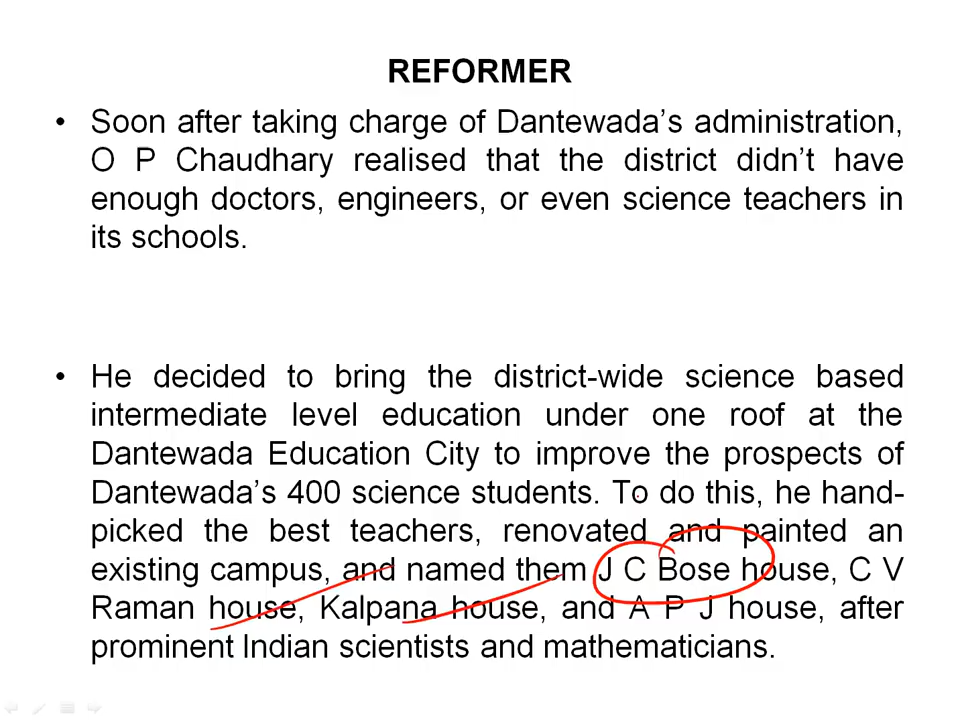 REFORMER
• Soon after taking charge of Dantewada's administration,
O P Chaudhary realised that the district didn't have
enough doctors, engineers, or even science teachers in
its schools.
• He decided to bring the district-wide science based
intermediate level education under one roof at the
Dantewada Education City to improve the prospects of
Dantewada's 400 science students. To do this, he hand-
picked the best teachers, renovated and painted an
existing campus, and named them J C Bose house, C V
Raman house, Kalpana house, and A P J house, after
prominent Indian scientists and mathematicians.